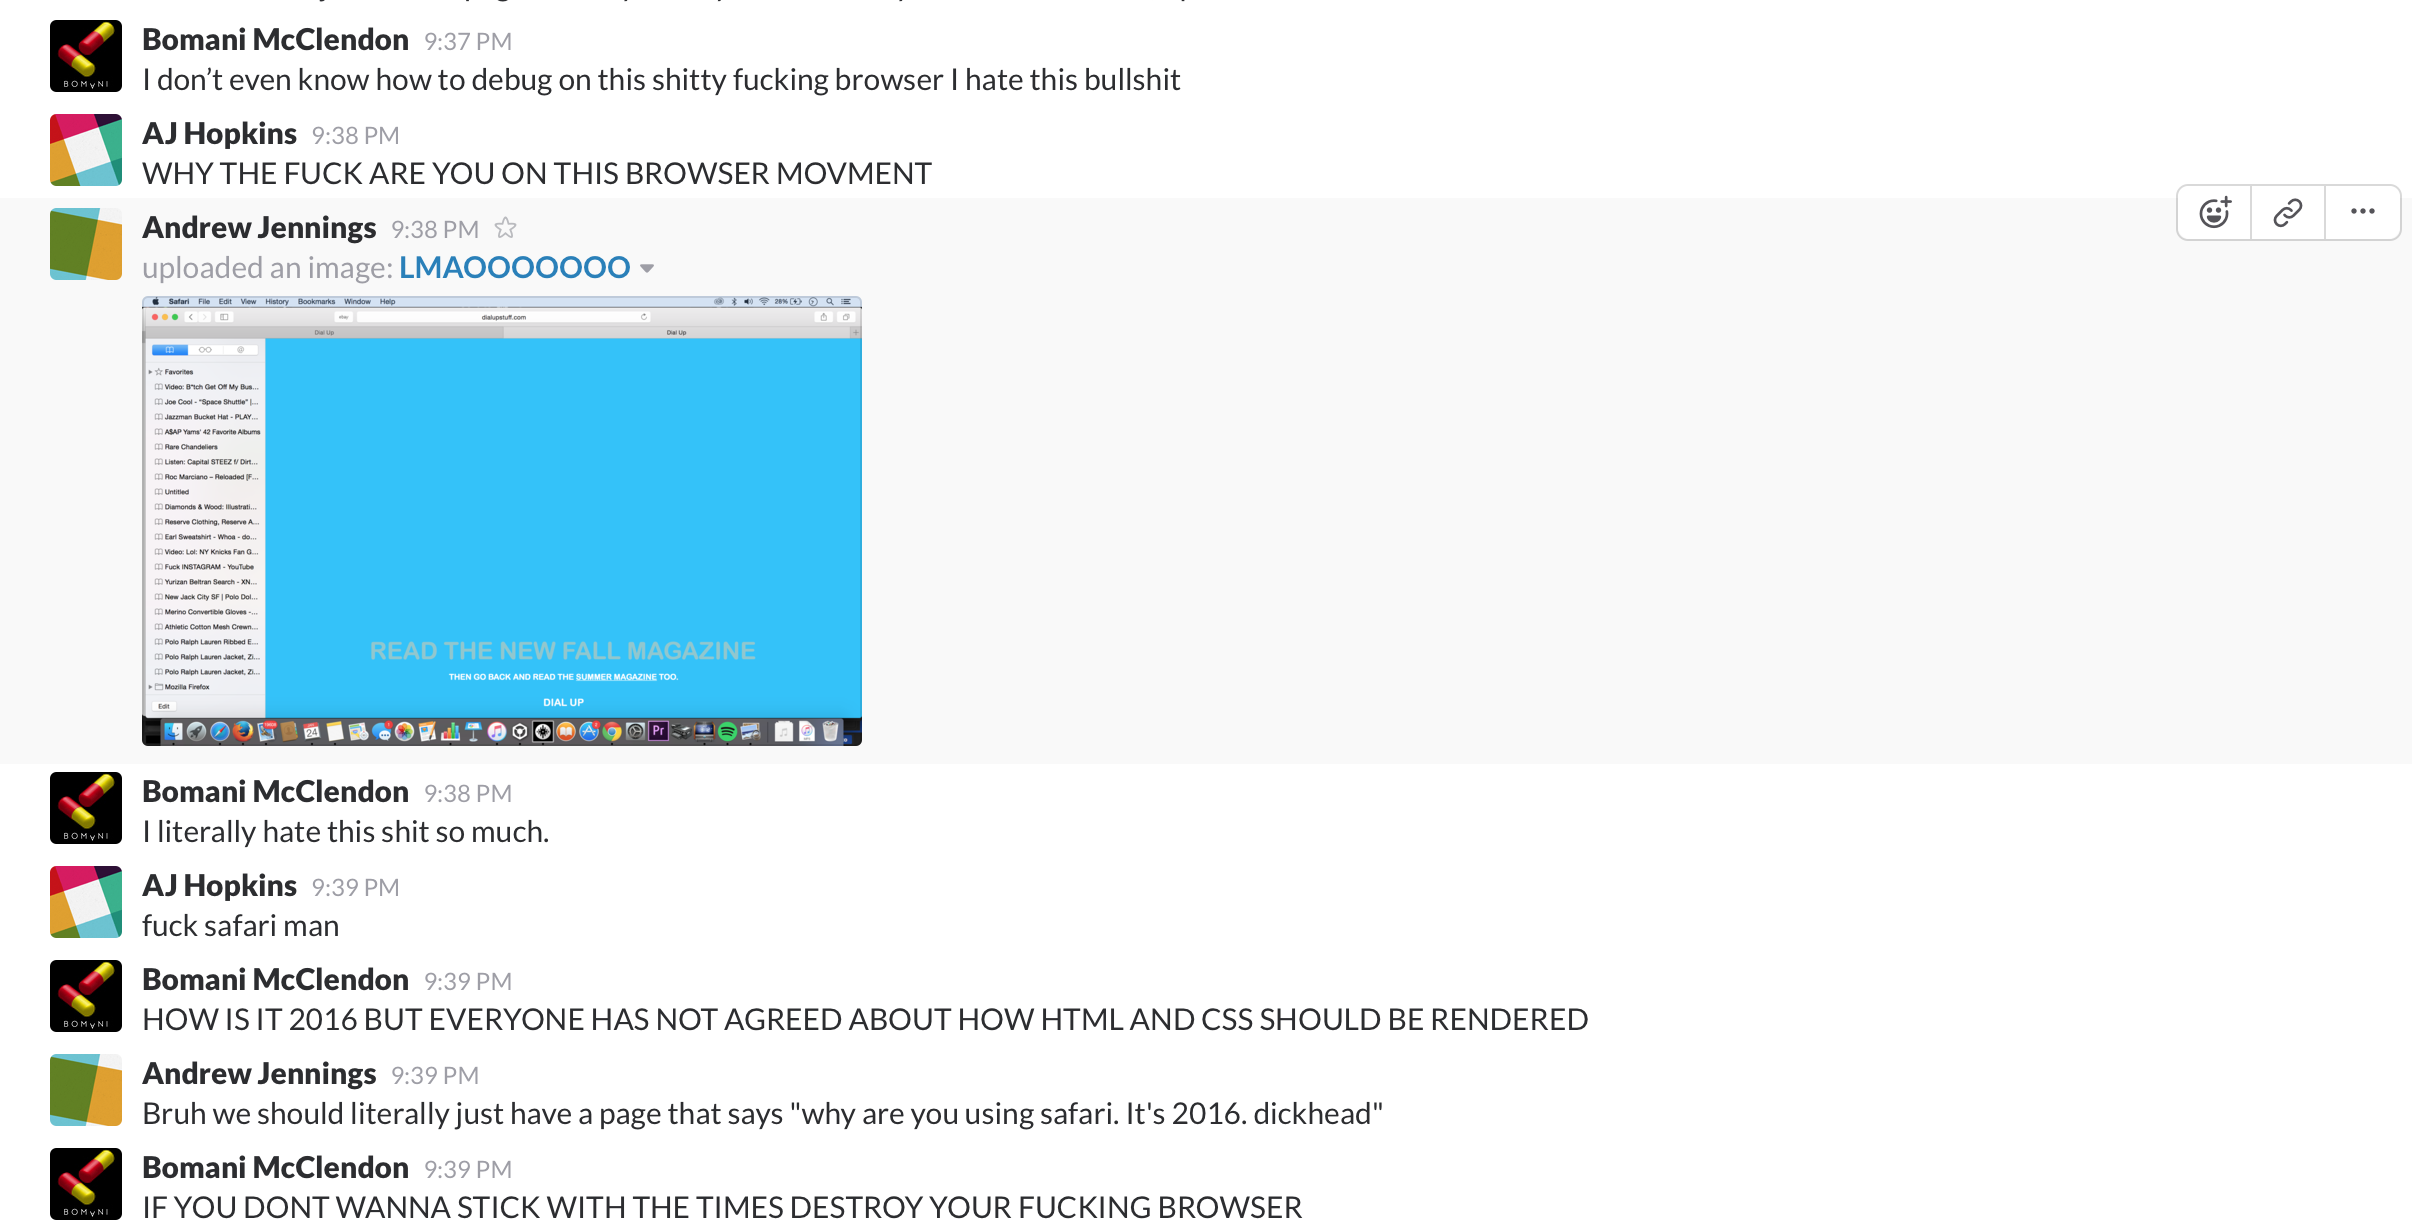 Bomani McClendon 9:37 PM
BOMVNI
I don’t even know how to debug on this shitty fucking browser I hate this bullshit
AJ Hopkins 9:38 PM
WHY THE FUCK ARE YOU ON THIS BROWSER MOVMENT
Andrew Jennings 9:38 PM
uploaded an image: LMAOOOOOOO
Safari File Edit View History Bookmarks Window Help 28%
dialupstuff.com
Dial Up Dial Up
Favorites
Video: B*tch Get Off My Bus...
Joe Cool - "Space Shuttle" |...
Jazzman Bucket Hat - PLAY...
A$AP Yams' 42 Favorite Albums
Rare Chandeliers
Listen: Capital STEEZ f/ Dirt...
Roc Marciano – Reloaded [F...
Untitled
Diamonds & Wood: Illustrati...
Reserve Clothing, Reserve A...
Earl Sweatshirt - Whoa - do...
Video: Lol: NY Knicks Fan G...
Fuck INSTAGRAM - YouTube
Yurizan Beltran Search - XN...
New Jack City SF | Polo Dol...
Merino Convertible Gloves -...
Athletic Cotton Mesh Crewn...
Polo Ralph Lauren Ribbed E...
Polo Ralph Lauren Jacket, Zi...
Polo Ralph Lauren Jacket, Zi...
Mozilla Firefox
Edit
READ THE NEW FALL MAGAZINE
THEN GO BACK AND READ THE SUMMER MAGAZINE TOO.
DIAL UP
24 Pr
Bomani McClendon 9:38 PM
BOMVNI
I literally hate this shit so much.
AJ Hopkins 9:39 PM
fuck safari man
Bomani McClendon 9:39 PM
BOMVNI
HOW IS IT 2016 BUT EVERYONE HAS NOT AGREED ABOUT HOW HTML AND CSS SHOULD BE RENDERED
Andrew Jennings 9:39 PM
Bruh we should literally just have a page that says "why are you using safari. It's 2016. dickhead"
Bomani McClendon 9:39 PM
BOMVNI
IF YOU DONT WANNA STICK WITH THE TIMES DESTROY YOUR FUCKING BROWSER